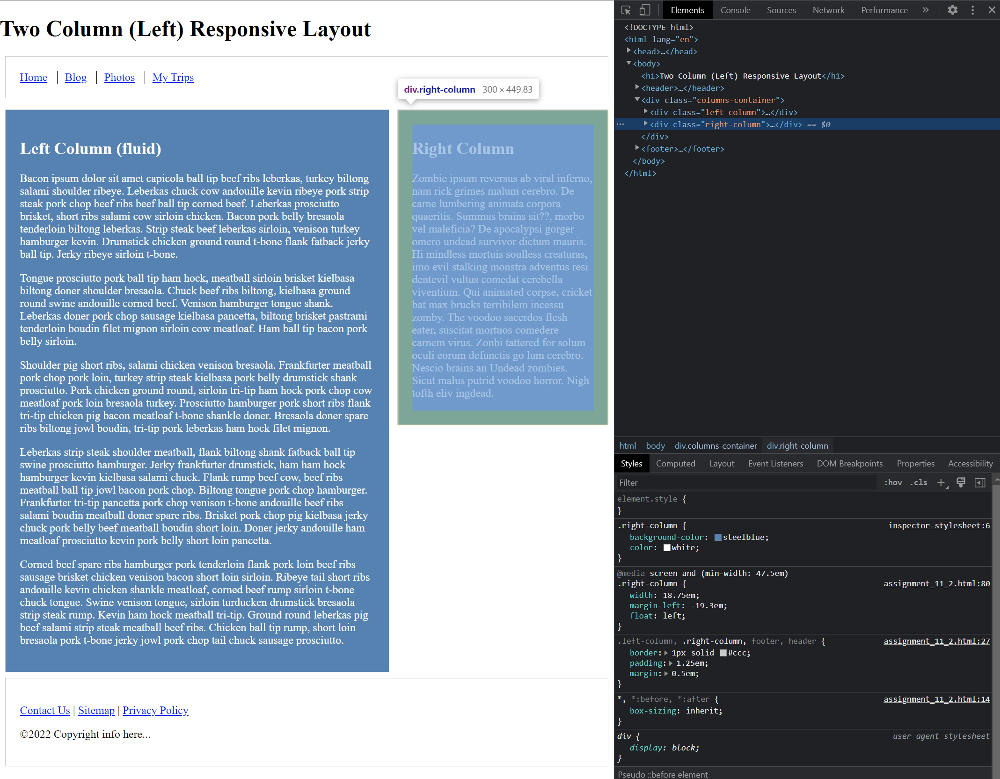 Two Column (Left) Responsive Layout
Home
Blog
Photos
My Trips
div.right-column 300 × 449.83
Left Column (fluid)
Bacon ipsum dolor sit amet capicola ball tip beef ribs leberkas, turkey biltong
salami shoulder ribeye. Leberkas chuck cow andouille kevin ribeye pork strip
steak pork chop beef ribs beef ball tip corned beef. Leberkas prosciutto
brisket, short ribs salami cow sirloin chicken. Bacon pork belly bresaola
tenderloin biltong leberkas. Strip steak beef leberkas sirloin, venison turkey
hamburger kevin. Drumstick chicken ground round t-bone flank fatback jerky
ball tip. Jerky ribeye sirloin t-bone.
Tongue prosciutto pork ball tip ham hock, meatball sirloin brisket kielbasa
biltong doner shoulder bresaola. Chuck beef ribs biltong, kielbasa ground
round swine andouille corned beef. Venison hamburger tongue shank.
Leberkas doner pork chop sausage kielbasa pancetta, biltong brisket pastrami
tenderloin boudin filet mignon sirloin cow meatloaf. Ham ball tip bacon pork
belly sirloin.
Shoulder pig short ribs, salami chicken venison bresaola. Frankfurter meatball
pork chop pork loin, turkey strip steak kielbasa pork belly drumstick shank
prosciutto. Pork chicken ground round, sirloin tri-tip ham hock pork chop cow
meatloaf pork loin bresaola turkey. Prosciutto hamburger pork short ribs flank
tri-tip chicken pig bacon meatloaf t-bone shankle doner. Bresaola doner spare
ribs biltong jowl boudin, tri-tip pork leberkas ham hock filet mignon.
Leberkas strip steak shoulder meatball, flank biltong shank fatback ball tip
swine prosciutto hamburger. Jerky frankfurter drumstick, ham ham hock
hamburger kevin kielbasa salami chuck. Flank rump beef cow, beef ribs
meatball ball tip jowl bacon pork chop. Biltong tongue pork chop hamburger.
Frankfurter tri-tip pancetta pork chop venison t-bone andouille beef ribs
salami boudin meatball doner spare ribs. Brisket pork chop pig kielbasa jerky
chuck pork belly beef meatball boudin short loin. Doner jerky andouille ham
meatloaf prosciutto kevin pork belly short loin pancetta.
Corned beef spare ribs hamburger pork tenderloin flank pork loin beef ribs
sausage brisket chicken venison bacon short loin sirloin. Ribeye tail short ribs
andouille kevin chicken shankle meatloaf, corned beef rump sirloin t-bone
chuck tongue. Swine venison tongue, sirloin turducken drumstick bresaola
strip steak rump. Kevin ham hock meatball tri-tip. Ground round leberkas pig
beef salami strip steak meatball beef ribs. Chicken ball tip rump, short loin
bresaola pork t-bone jerky jowl pork chop tail chuck sausage prosciutto.
Right Column
Zombie ipsum reversus ab viral inferno,
nam rick grimes malum cerebro. De
carne lumbering animata corpora
quaeritis. Summus brains sit??, morbo
vel maleficia? De apocalypsi gorger
omero undead survivor dictum mauris.
Hi mindless mortuis soulless creaturas,
imo evil stalking monstra adventus resi
dentevil vultus comedat cerebella
viventium. Qui animated corpse, cricket
bat max brucks terribilem incessu
zomby. The voodoo sacerdos flesh
eater, suscitat mortuos comedere
carnem virus. Zonbi tattered for solum
oculi eorum defunctis go lum cerebro.
Nescio brains an Undead zombies.
Sicut malus putrid voodoo horror. Nigh
tofth eliv ingdead.
Contact Us | Sitemap | Privacy Policy
©2022 Copyright info here...
Elements Console Sources Network Performance »
<!DOCTYPE html>
<html lang="en">
<head>…</head>
<body>
<h1>Two Column (Left) Responsive Layout</h1>
<header>…</header>
<div class="columns-container">
<div class="left-column">…</div>
<div class="right-column">…</div> == $0
</div>
<footer>…</footer>
</body>
</html>
html body div.columns-container div.right-column
Styles Computed Layout Event Listeners DOM Breakpoints Properties Accessibility
Filter :hov .cls +
element.style {
}
.right-column { inspector-stylesheet:6
background-color: steelblue;
color: white;
}
@media screen and (min-width: 47.5em)
.right-column { assignment_11_2.html:80
width: 18.75em;
margin-left: -19.3em;
float: left;
}
.left-column, .right-column, footer, header { assignment_11_2.html:27
border: 1px solid #ccc;
padding: 1.25em;
margin: 0.5em;
}
*, *:before, *:after { assignment_11_2.html:14
box-sizing: inherit;
}
div { user agent stylesheet
display: block;
}
Pseudo ::before element